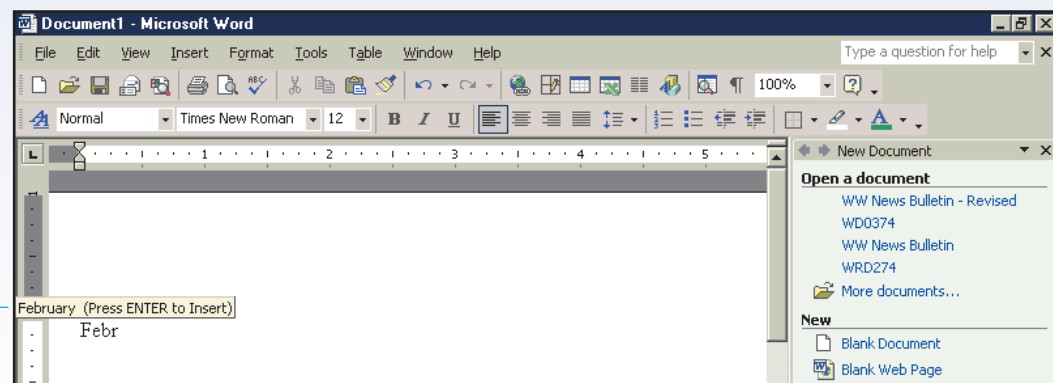 Document1 - Microsoft Word
File Edit View Insert Format Tools Table Window Help Type a question for help
ABC 100%
Normal Times New Roman 12 B I U A
L 1 2 3 4 5 New Document
Open a document
WW News Bulletin - Revised
WD0374
WW News Bulletin
WRD274
More documents...
February (Press ENTER to Insert)
Febr
New
Blank Document
Blank Web Page